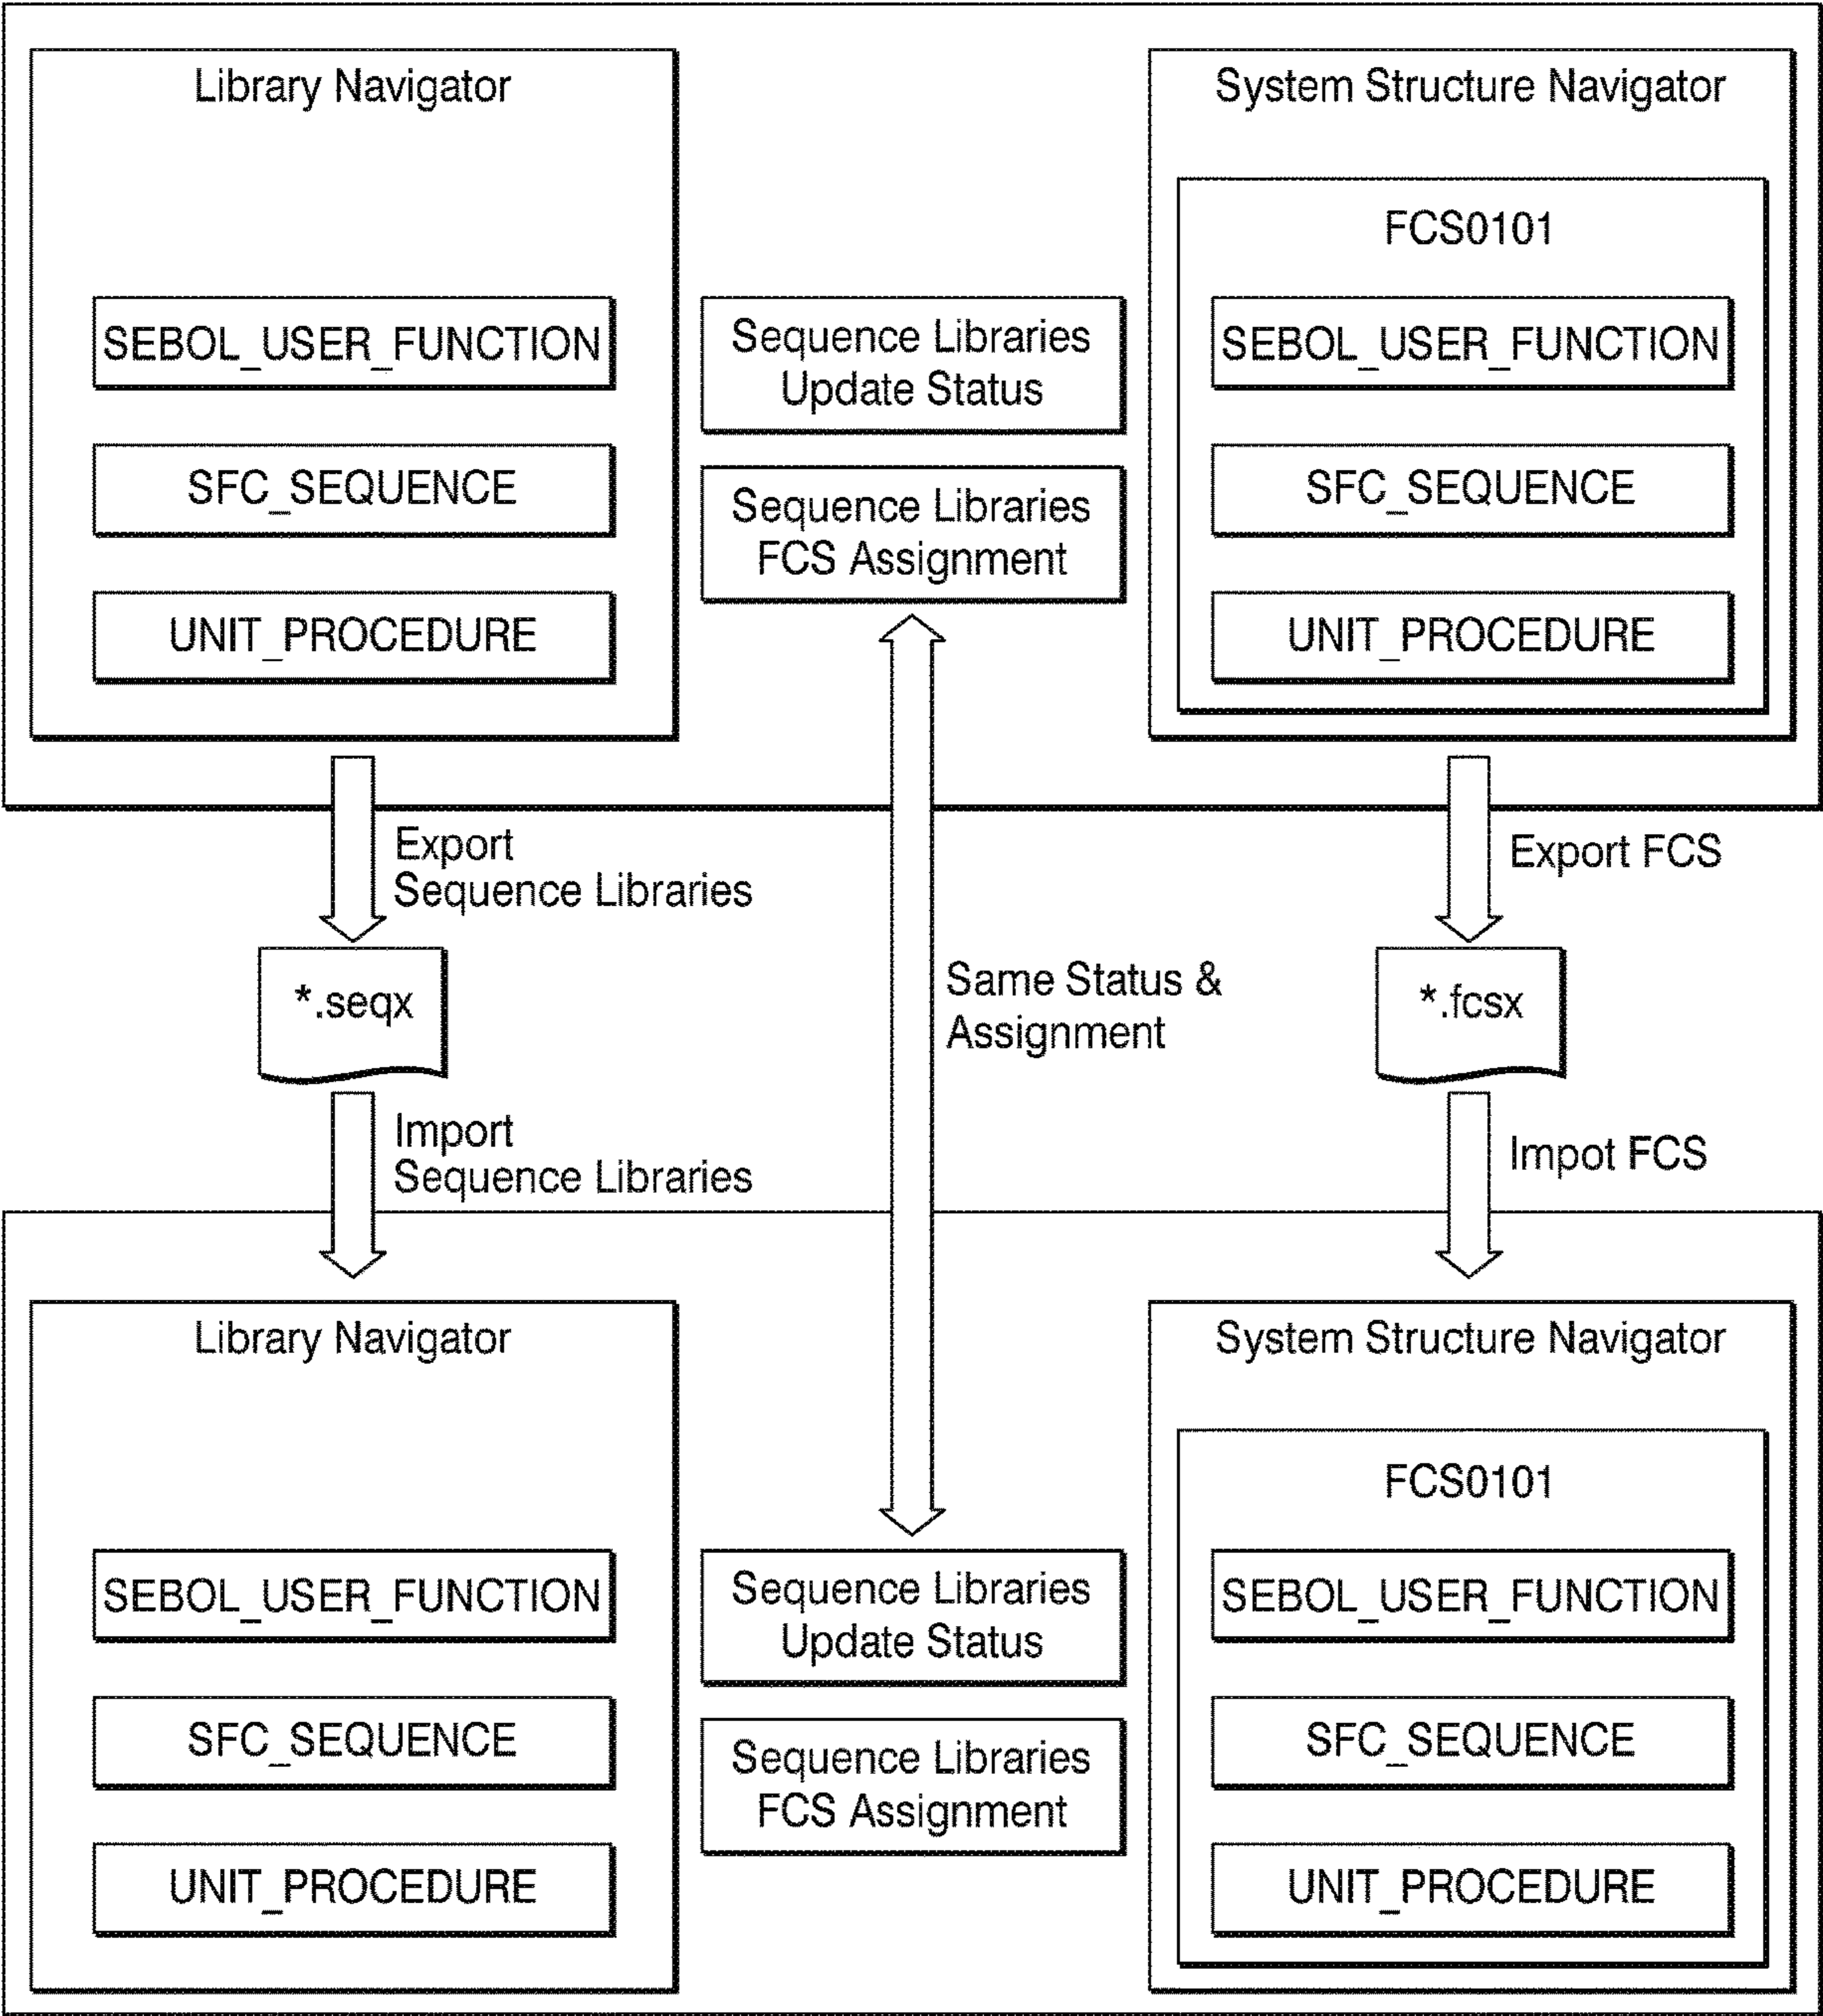 Library Navigator
SEBOL_USER_FUNCTION
SFC_SEQUENCE
UNIT_PROCEDURE
Sequence Libraries
Update Status
Sequence Libraries
FCS Assignment
System Structure Navigator
FCS0101
SEBOL_USER_FUNCTION
SFC_SEQUENCE
UNIT_PROCEDURE
Export
Sequence Libraries
*.seqx
Import
Sequence Libraries
Same Status &
Assignment
Export FCS
*.fcsx
Impot FCS
Library Navigator
SEBOL_USER_FUNCTION
SFC_SEQUENCE
UNIT_PROCEDURE
Sequence Libraries
Update Status
Sequence Libraries
FCS Assignment
System Structure Navigator
FCS0101
SEBOL_USER_FUNCTION
SFC_SEQUENCE
UNIT_PROCEDURE